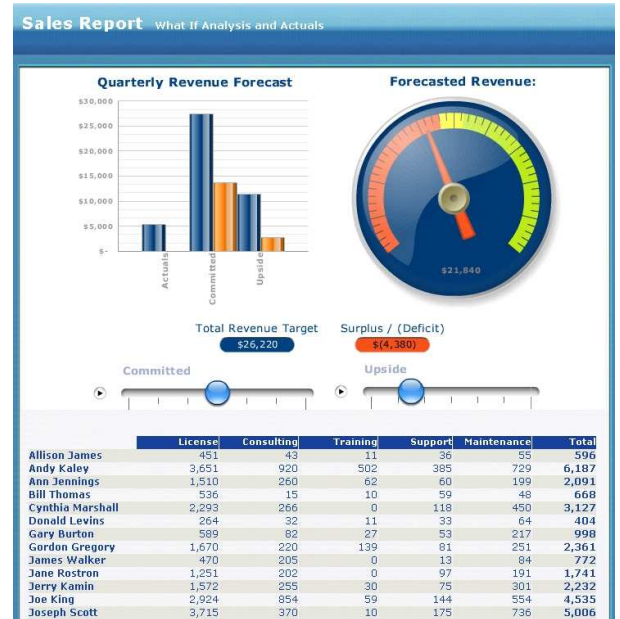 Sales Report What If Analysis and Actuals
Quarterly Revenue Forecast
$30,000
$25,000
$20,000
$15,000
$10,000
$5,000
$-
Actuals
Committed
Upside
Forecasted Revenue:
$21,840
Total Revenue Target Surplus / (Deficit)
$26,220 $(4,380)
Committed Upside
License Consulting Training Support Maintenance Total
Allison James 451 43 11 36 55 596
Andy Kaley 3,651 920 502 385 729 6,187
Ann Jennings 1,510 260 62 60 199 2,091
Bill Thomas 536 15 10 59 48 668
Cynthia Marshall 2,293 266 0 118 450 3,127
Donald Levins 264 32 11 33 64 404
Gary Burton 589 82 27 53 217 998
Gordon Gregory 1,670 220 139 81 251 2,361
James Walker 470 205 0 13 84 772
Jane Rostron 1,251 202 0 97 191 1,741
Jerry Kamin 1,572 255 30 75 301 2,232
Joe King 2,924 854 59 144 554 4,535
Joseph Scott 3,715 370 10 175 736 5,006